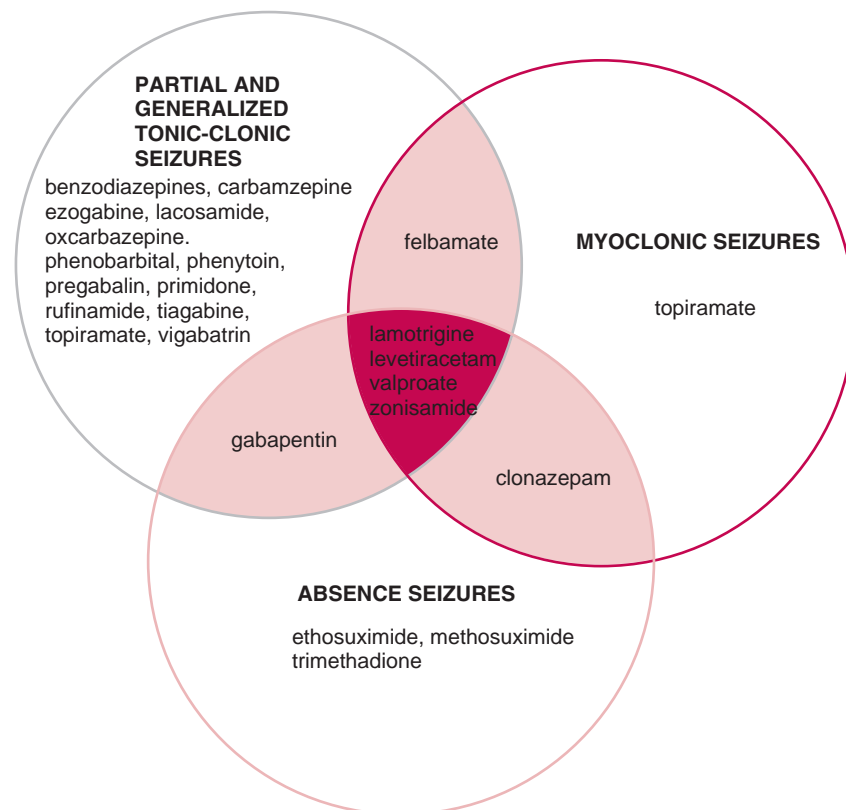 PARTIAL AND
GENERALIZED
TONIC-CLONIC
SEIZURES
benzodiazepines, carbamzepine
ezogabine, lacosamide,
oxcarbazepine.
phenobarbital, phenytoin,
pregabalin, primidone,
rufinamide, tiagabine,
topiramate, vigabatrin
felbamate
MYOCLONIC SEIZURES
topiramate
lamotrigine
levetiracetam
valproate
zonisamide
gabapentin
clonazepam
ABSENCE SEIZURES
ethosuximide, methosuximide
trimethadione